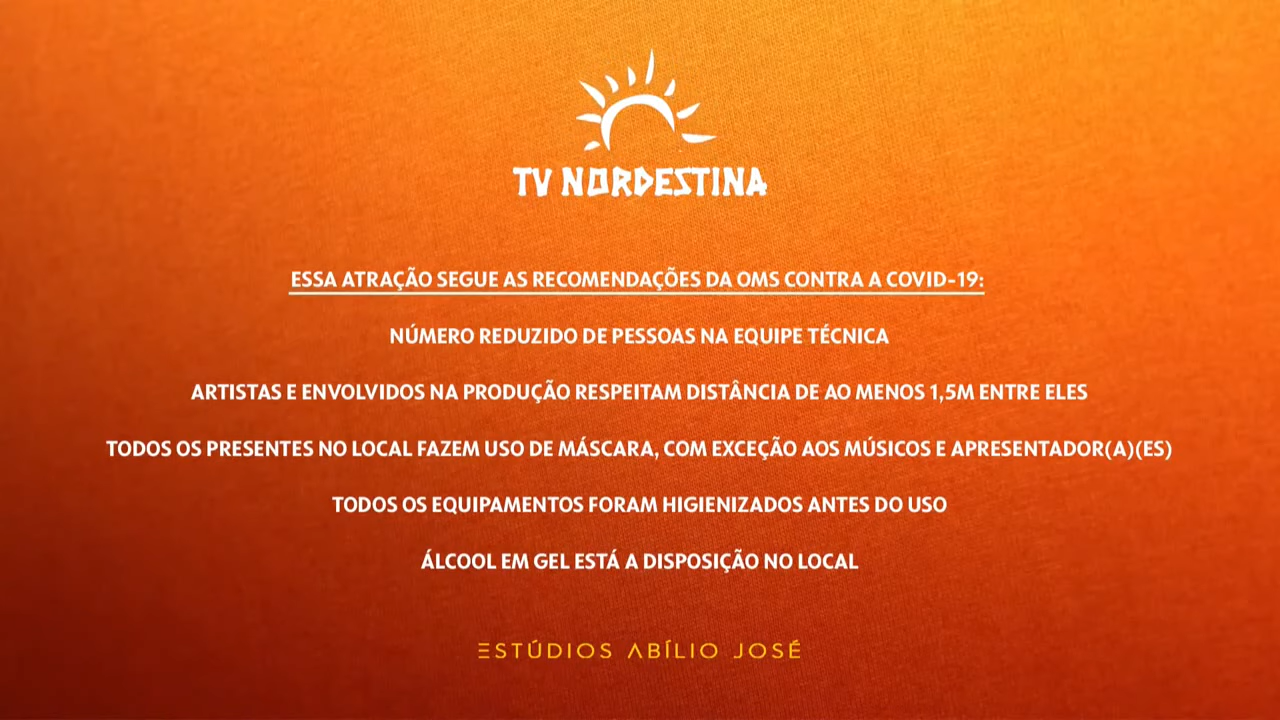 TV NORDESTINA
ESSA ATRAÇÃO SEGUE AS RECOMENDAÇÕES DA OMS CONTRA A COVID-19:
NÚMERO REDUZIDO DE PESSOAS NA EQUIPE TÉCNICA
ARTISTAS E ENVOLVIDOS NA PRODUÇÃO RESPEITAM DISTÂNCIA DE AO MENOS 1,5M ENTRE ELES
TODOS OS PRESENTES NO LOCAL FAZEM USO DE MÁSCARA, COM EXCEÇÃO AOS MÚSICOS E APRESENTADOR(A)(ES)
TODOS OS EQUIPAMENTOS FORAM HIGIENIZADOS ANTES DO USO
ÁLCOOL EM GEL ESTÁ A DISPOSIÇÃO NO LOCAL
ESTÚDIOS ABÍLIO JOSÉ